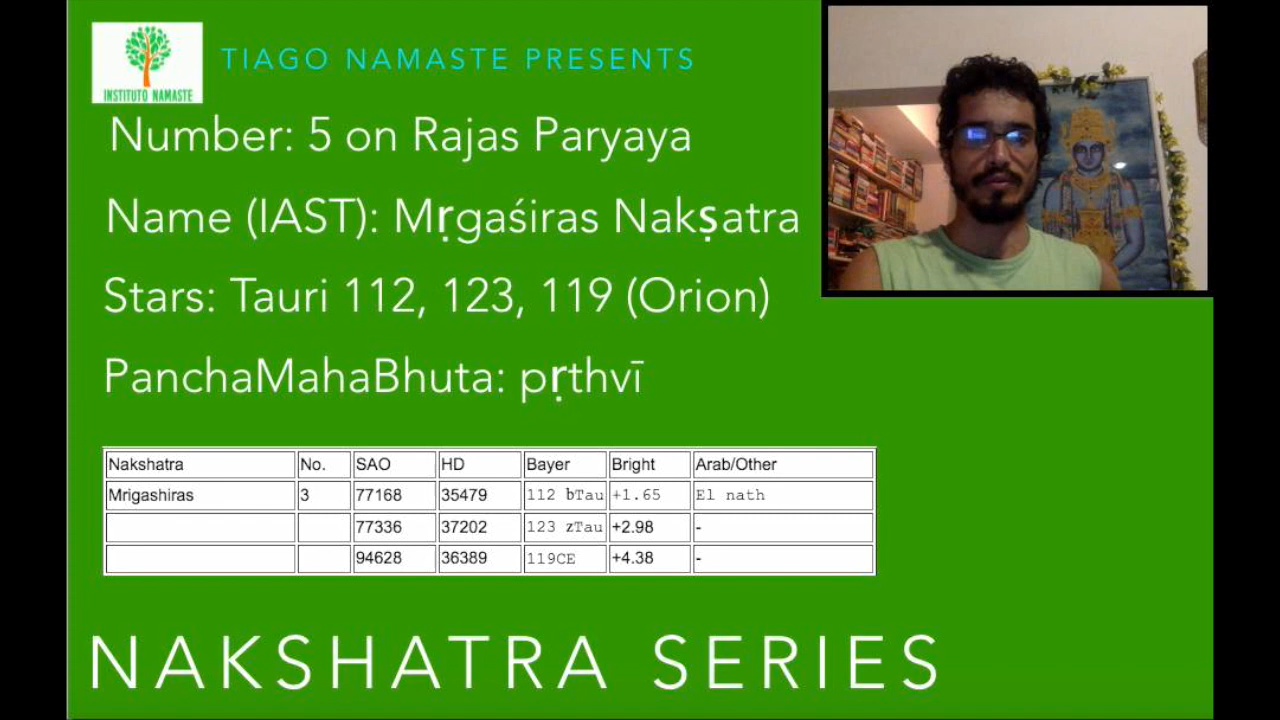 INSTITUTO NAMASTE
TIAGO NAMASTE PRESENTS
Number: 5 on Rajas Paryaya
Name (IAST): Mṛgaśiras Nakṣatra
Stars: Tauri 112, 123, 119 (Orion)
PanchaMahaBhuta: pṛthvī
Nakshatra No. SAO HD Bayer Bright Arab/Other
Mrigashiras 3 77168 35479 112 bTau +1.65 El nath
77336 37202 123 zTau +2.98 -
94628 36389 119CE +4.38 -
NAKSHATRA SERIES